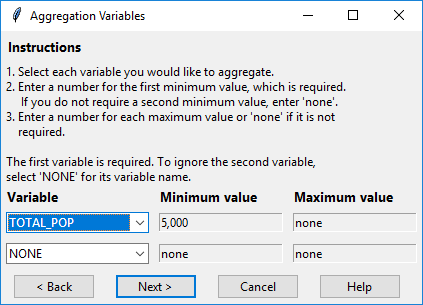 Aggregation Variables
Instructions
1. Select each variable you would like to aggregate.
2. Enter a number for the first minimum value, which is required.
If you do not require a second minimum value, enter 'none'.
3. Enter a number for each maximum value or 'none' if it is not
required.
The first variable is required. To ignore the second variable,
select 'NONE' for its variable name.
Variable Minimum value Maximum value
TOTAL_POP 5,000 none
NONE none none
< Back Next > Cancel Help